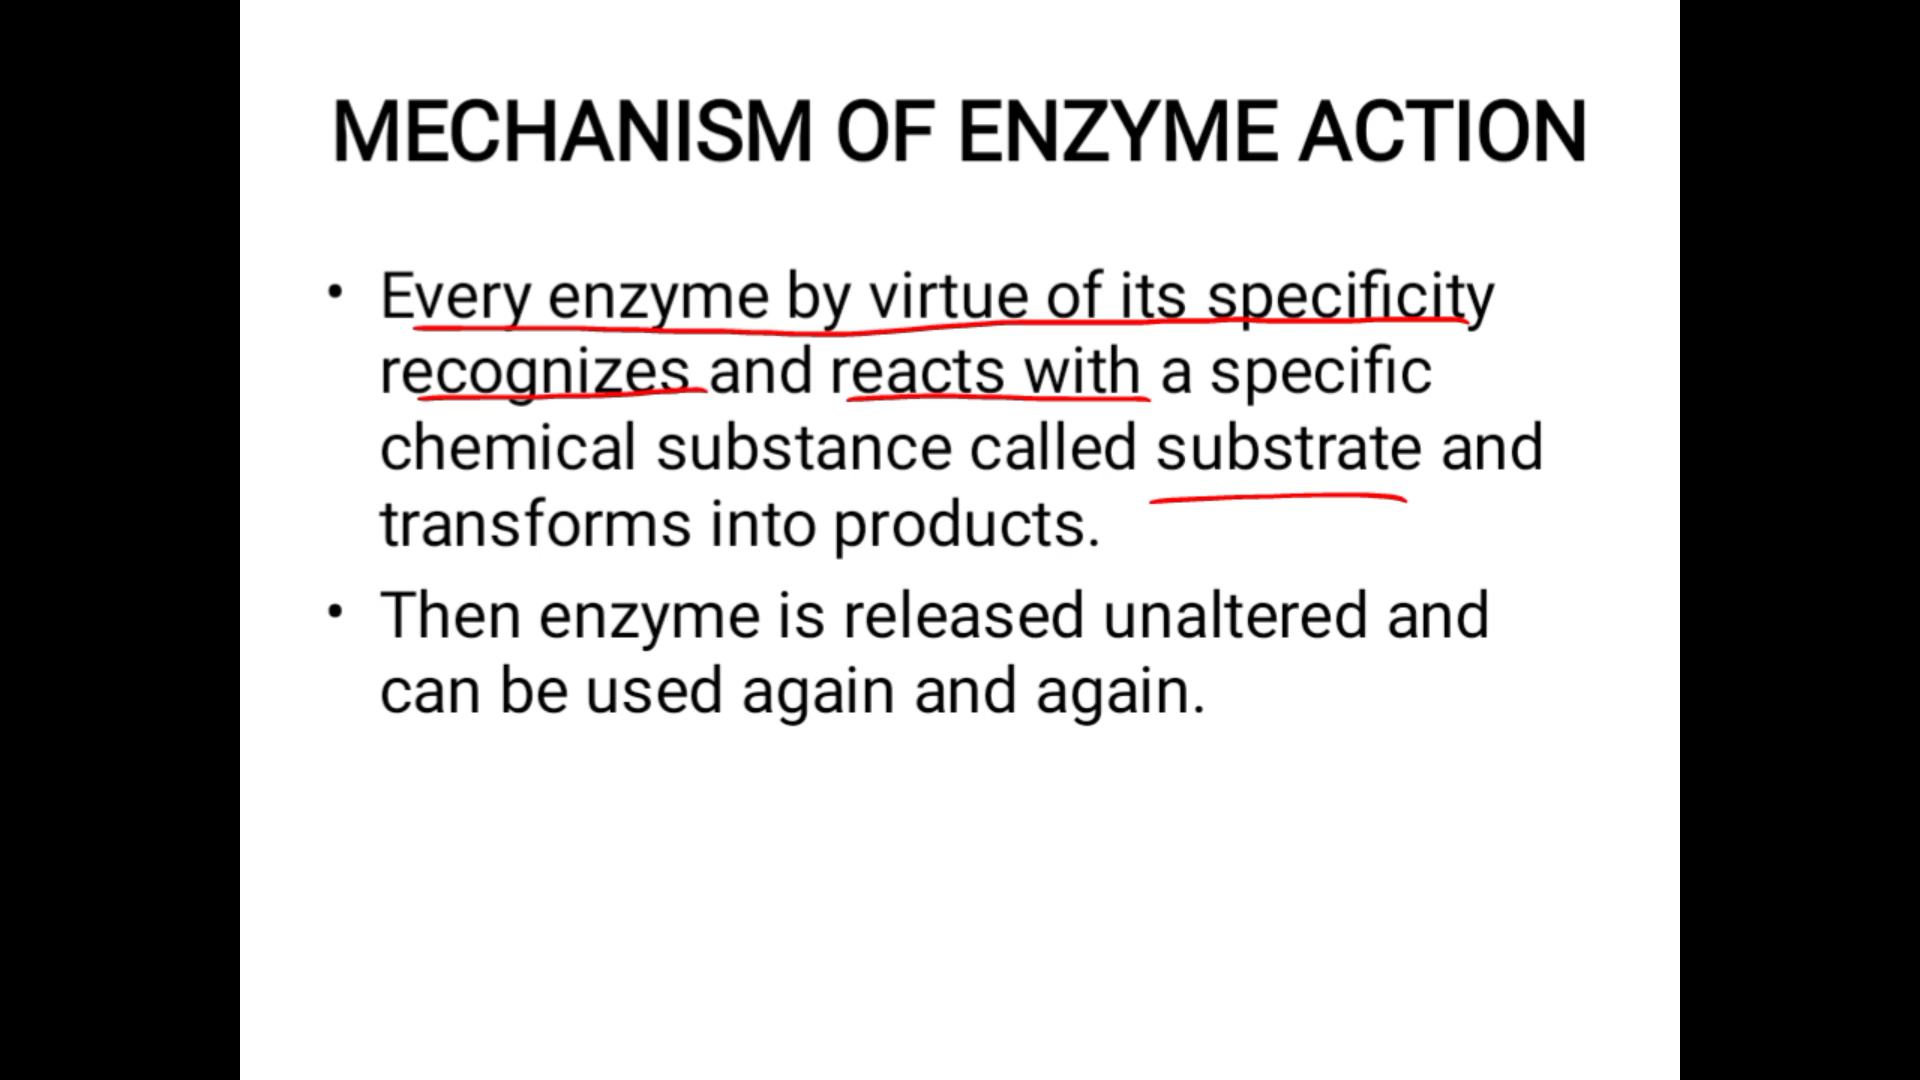 MECHANISM OF ENZYME ACTION
• Every enzyme by virtue of its specificity
recognizes and reacts with a specific
chemical substance called substrate and
transforms into products.
• Then enzyme is released unaltered and
can be used again and again.